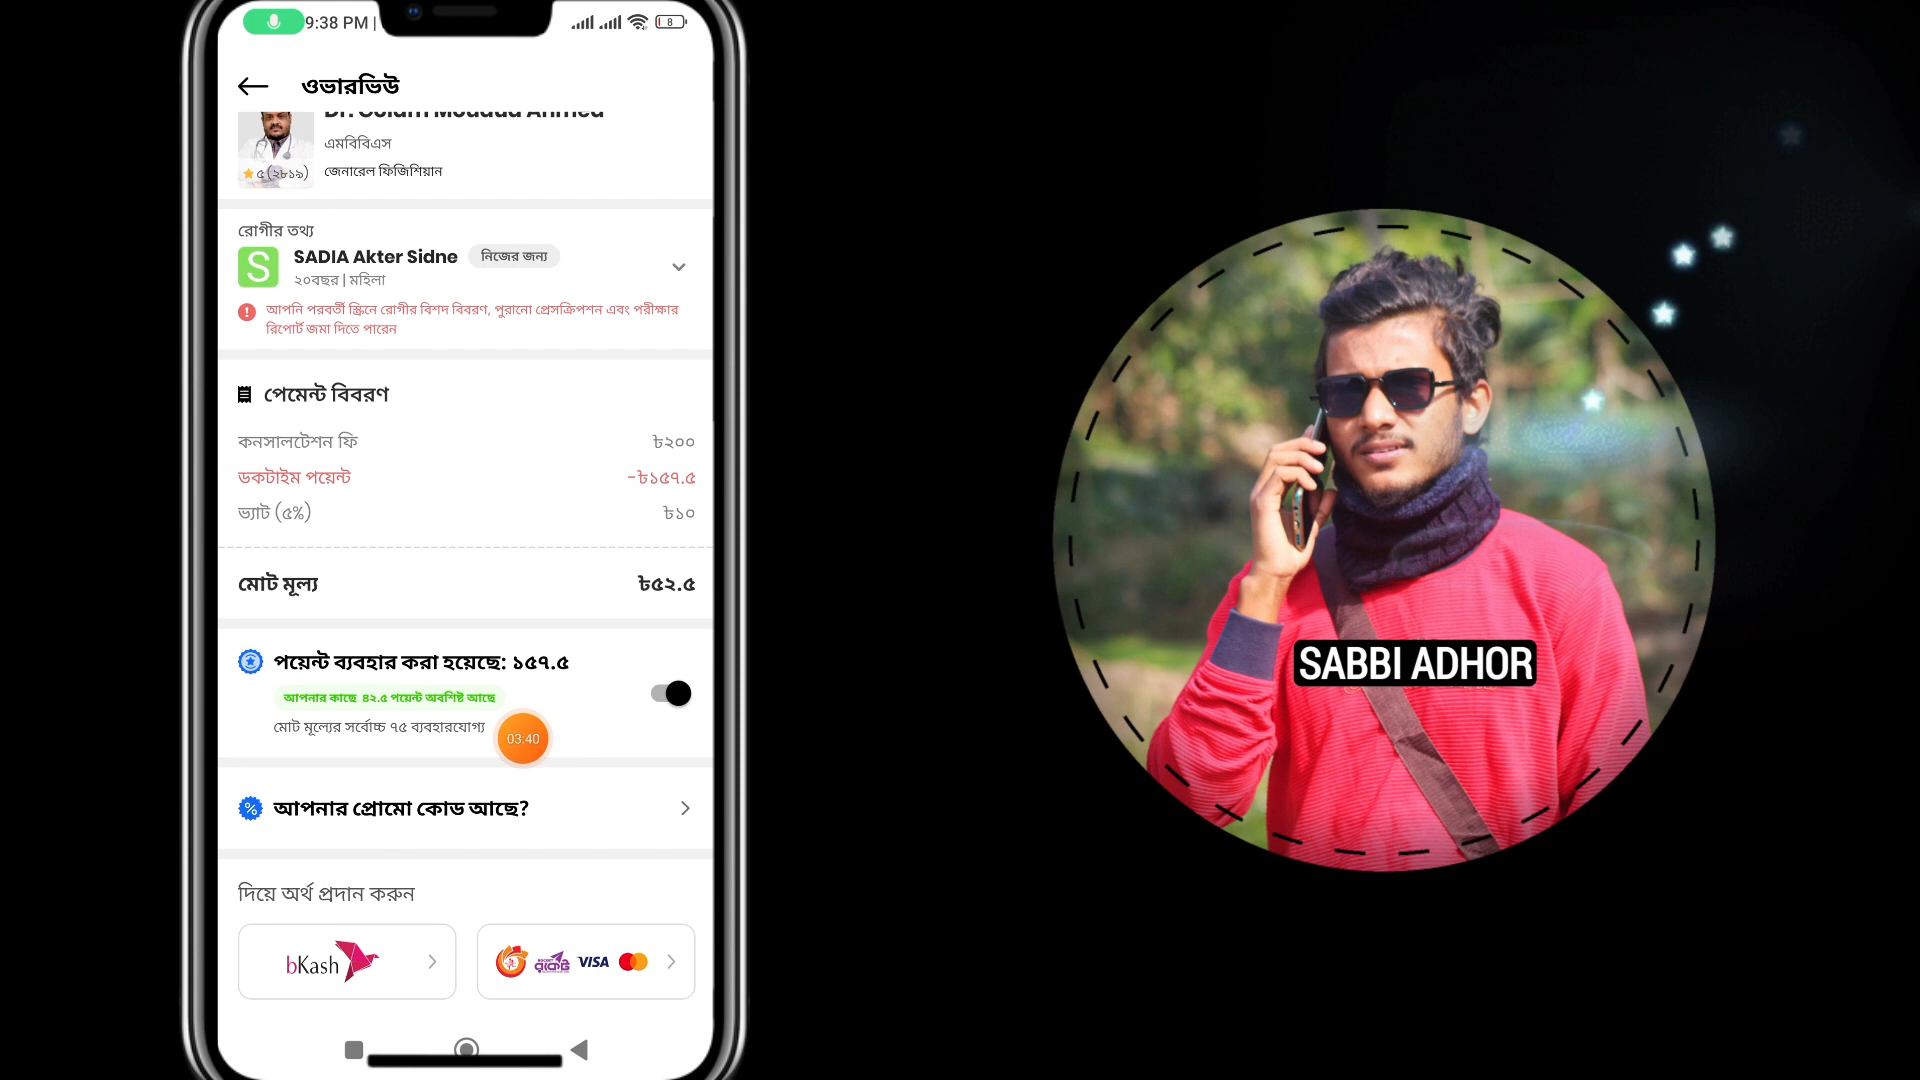 9:38 PM |
8
ওভারভিউ
এমবিবিএস
৫ (২৮১৯)
জেনারেল ফিজিশিয়ান
রোগীর তথ্য
S
SADIA Akter Sidne
নিজের জন্য
২০বছর | মহিলা
আপনি পরবর্তী স্ক্রিনে রোগীর বিশদ বিবরণ, পুরানো প্রেসক্রিপশন এবং পরীক্ষার
রিপোর্ট জমা দিতে পারেন
পেমেন্ট বিবরণ
কনসালটেশন ফি ৳২০০
ডকটাইম পয়েন্ট -৳১৫৭.৫
ভ্যাট (৫%) ৳১০
মোট মূল্য ৳৫২.৫
পয়েন্ট ব্যবহার করা হয়েছে: ১৫৭.৫
আপনার কাছে ৪২.৫ পয়েন্ট অবশিষ্ট আছে
মোট মূল্যের সর্বোচ্চ ৭৫ ব্যবহারযোগ্য
03:40
আপনার প্রোমো কোড আছে?
দিয়ে অর্থ প্রদান করুন
bKash
রকেট VISA
SABBI ADHOR